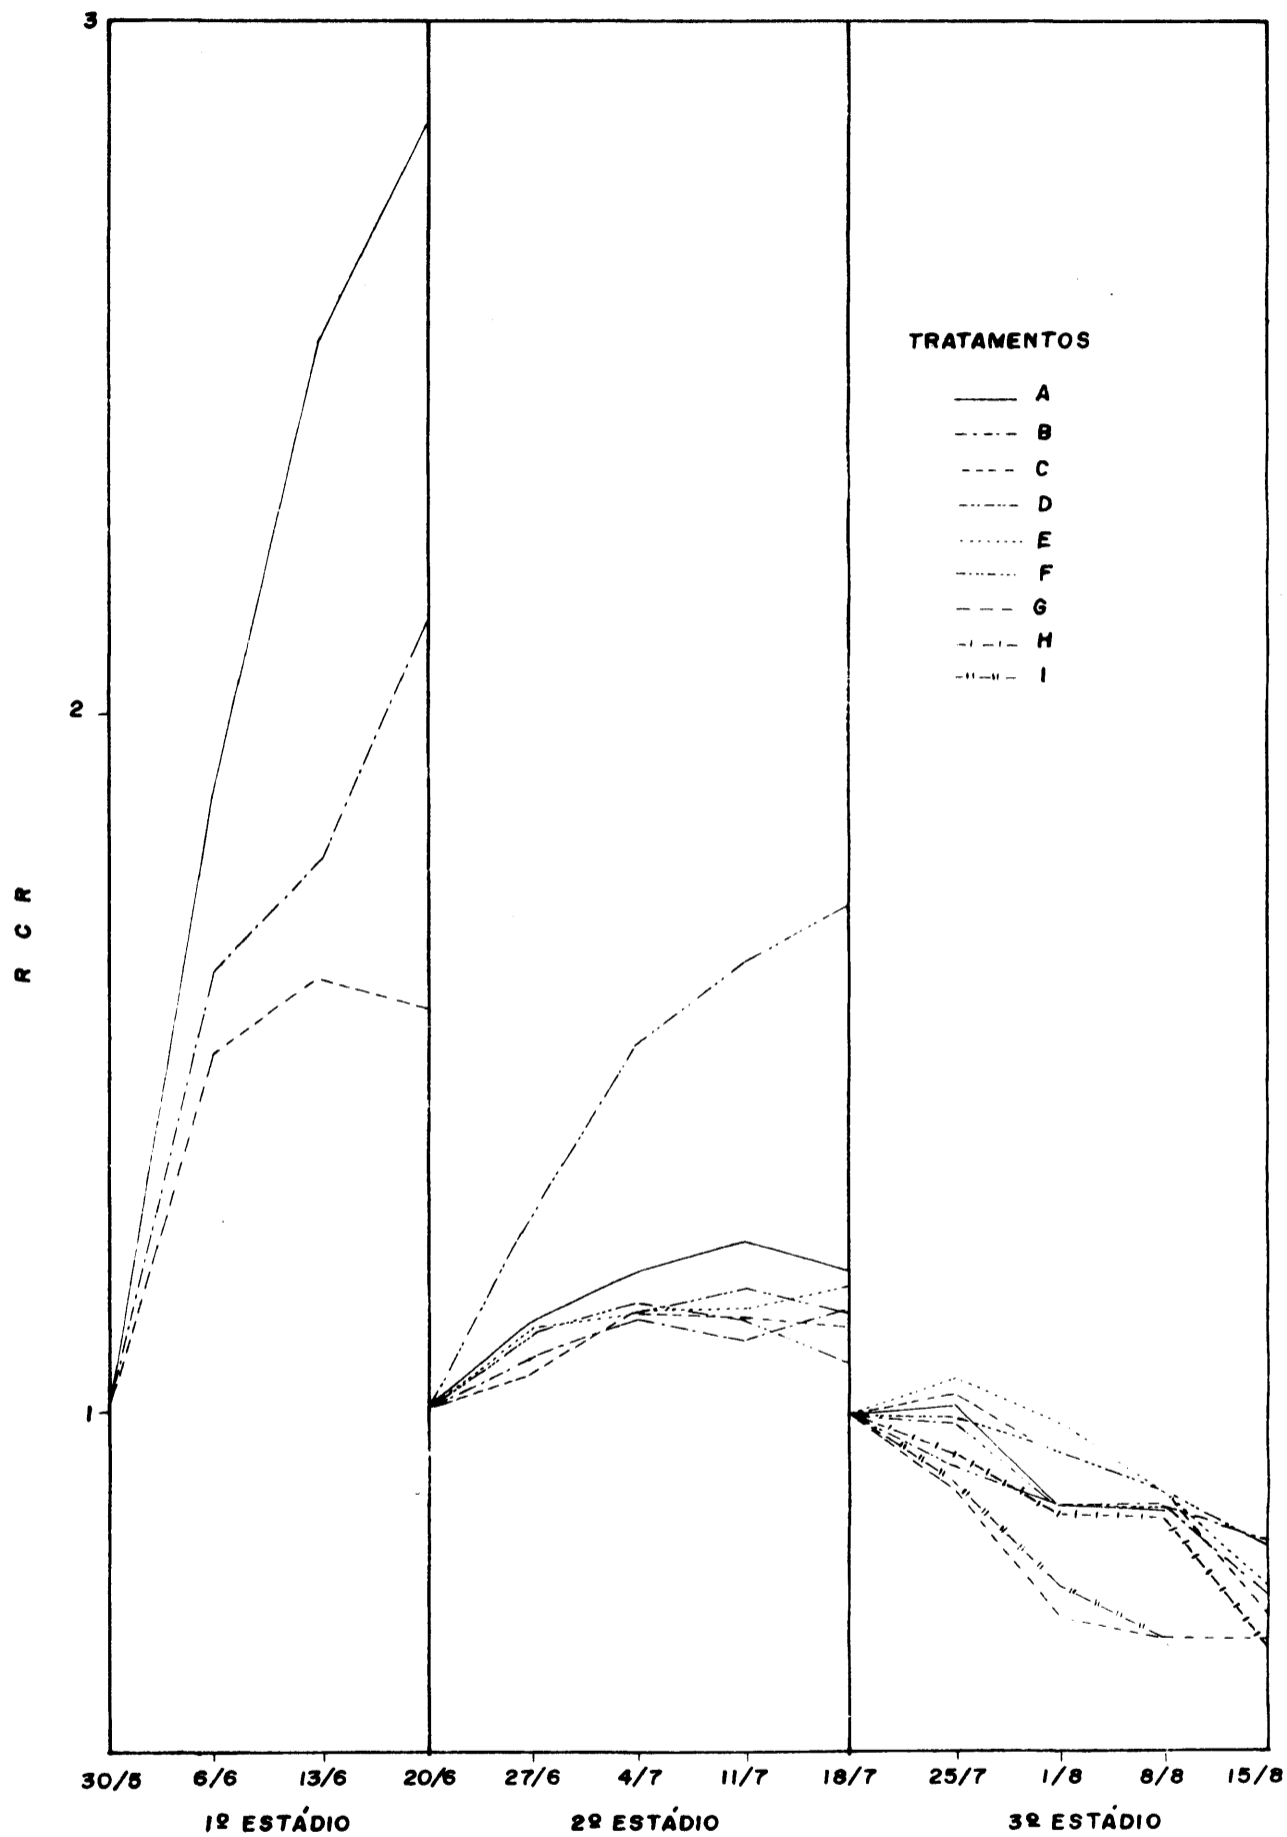 3
2
1
R C R
TRATAMENTOS
A
B
C
D
E
F
G
H
I
30/5 6/6 13/6 20/6 27/6 4/7 11/7 18/7 25/7 1/8 8/8 15/8
1º ESTÁDIO 2º ESTÁDIO 3º ESTÁDIO